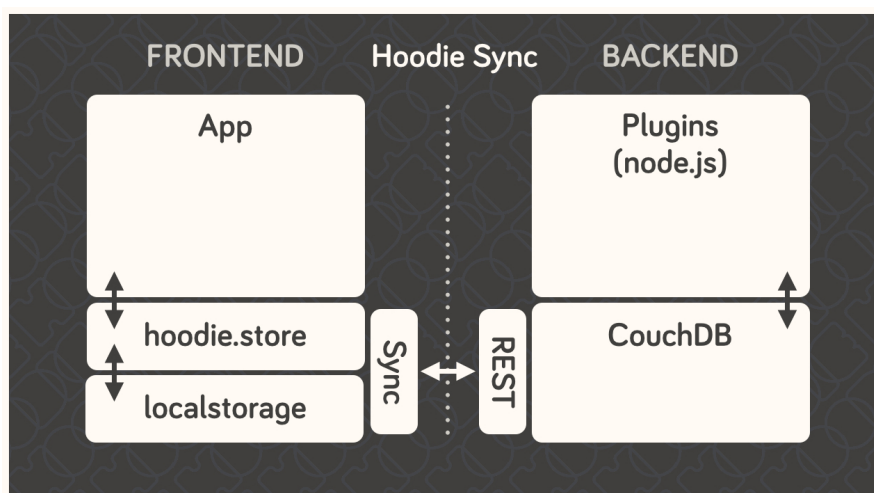 FRONTEND
Hoodie Sync
BACKEND
App
Plugins
(node.js)
hoodie.store
localstorage
Sync
REST
CouchDB